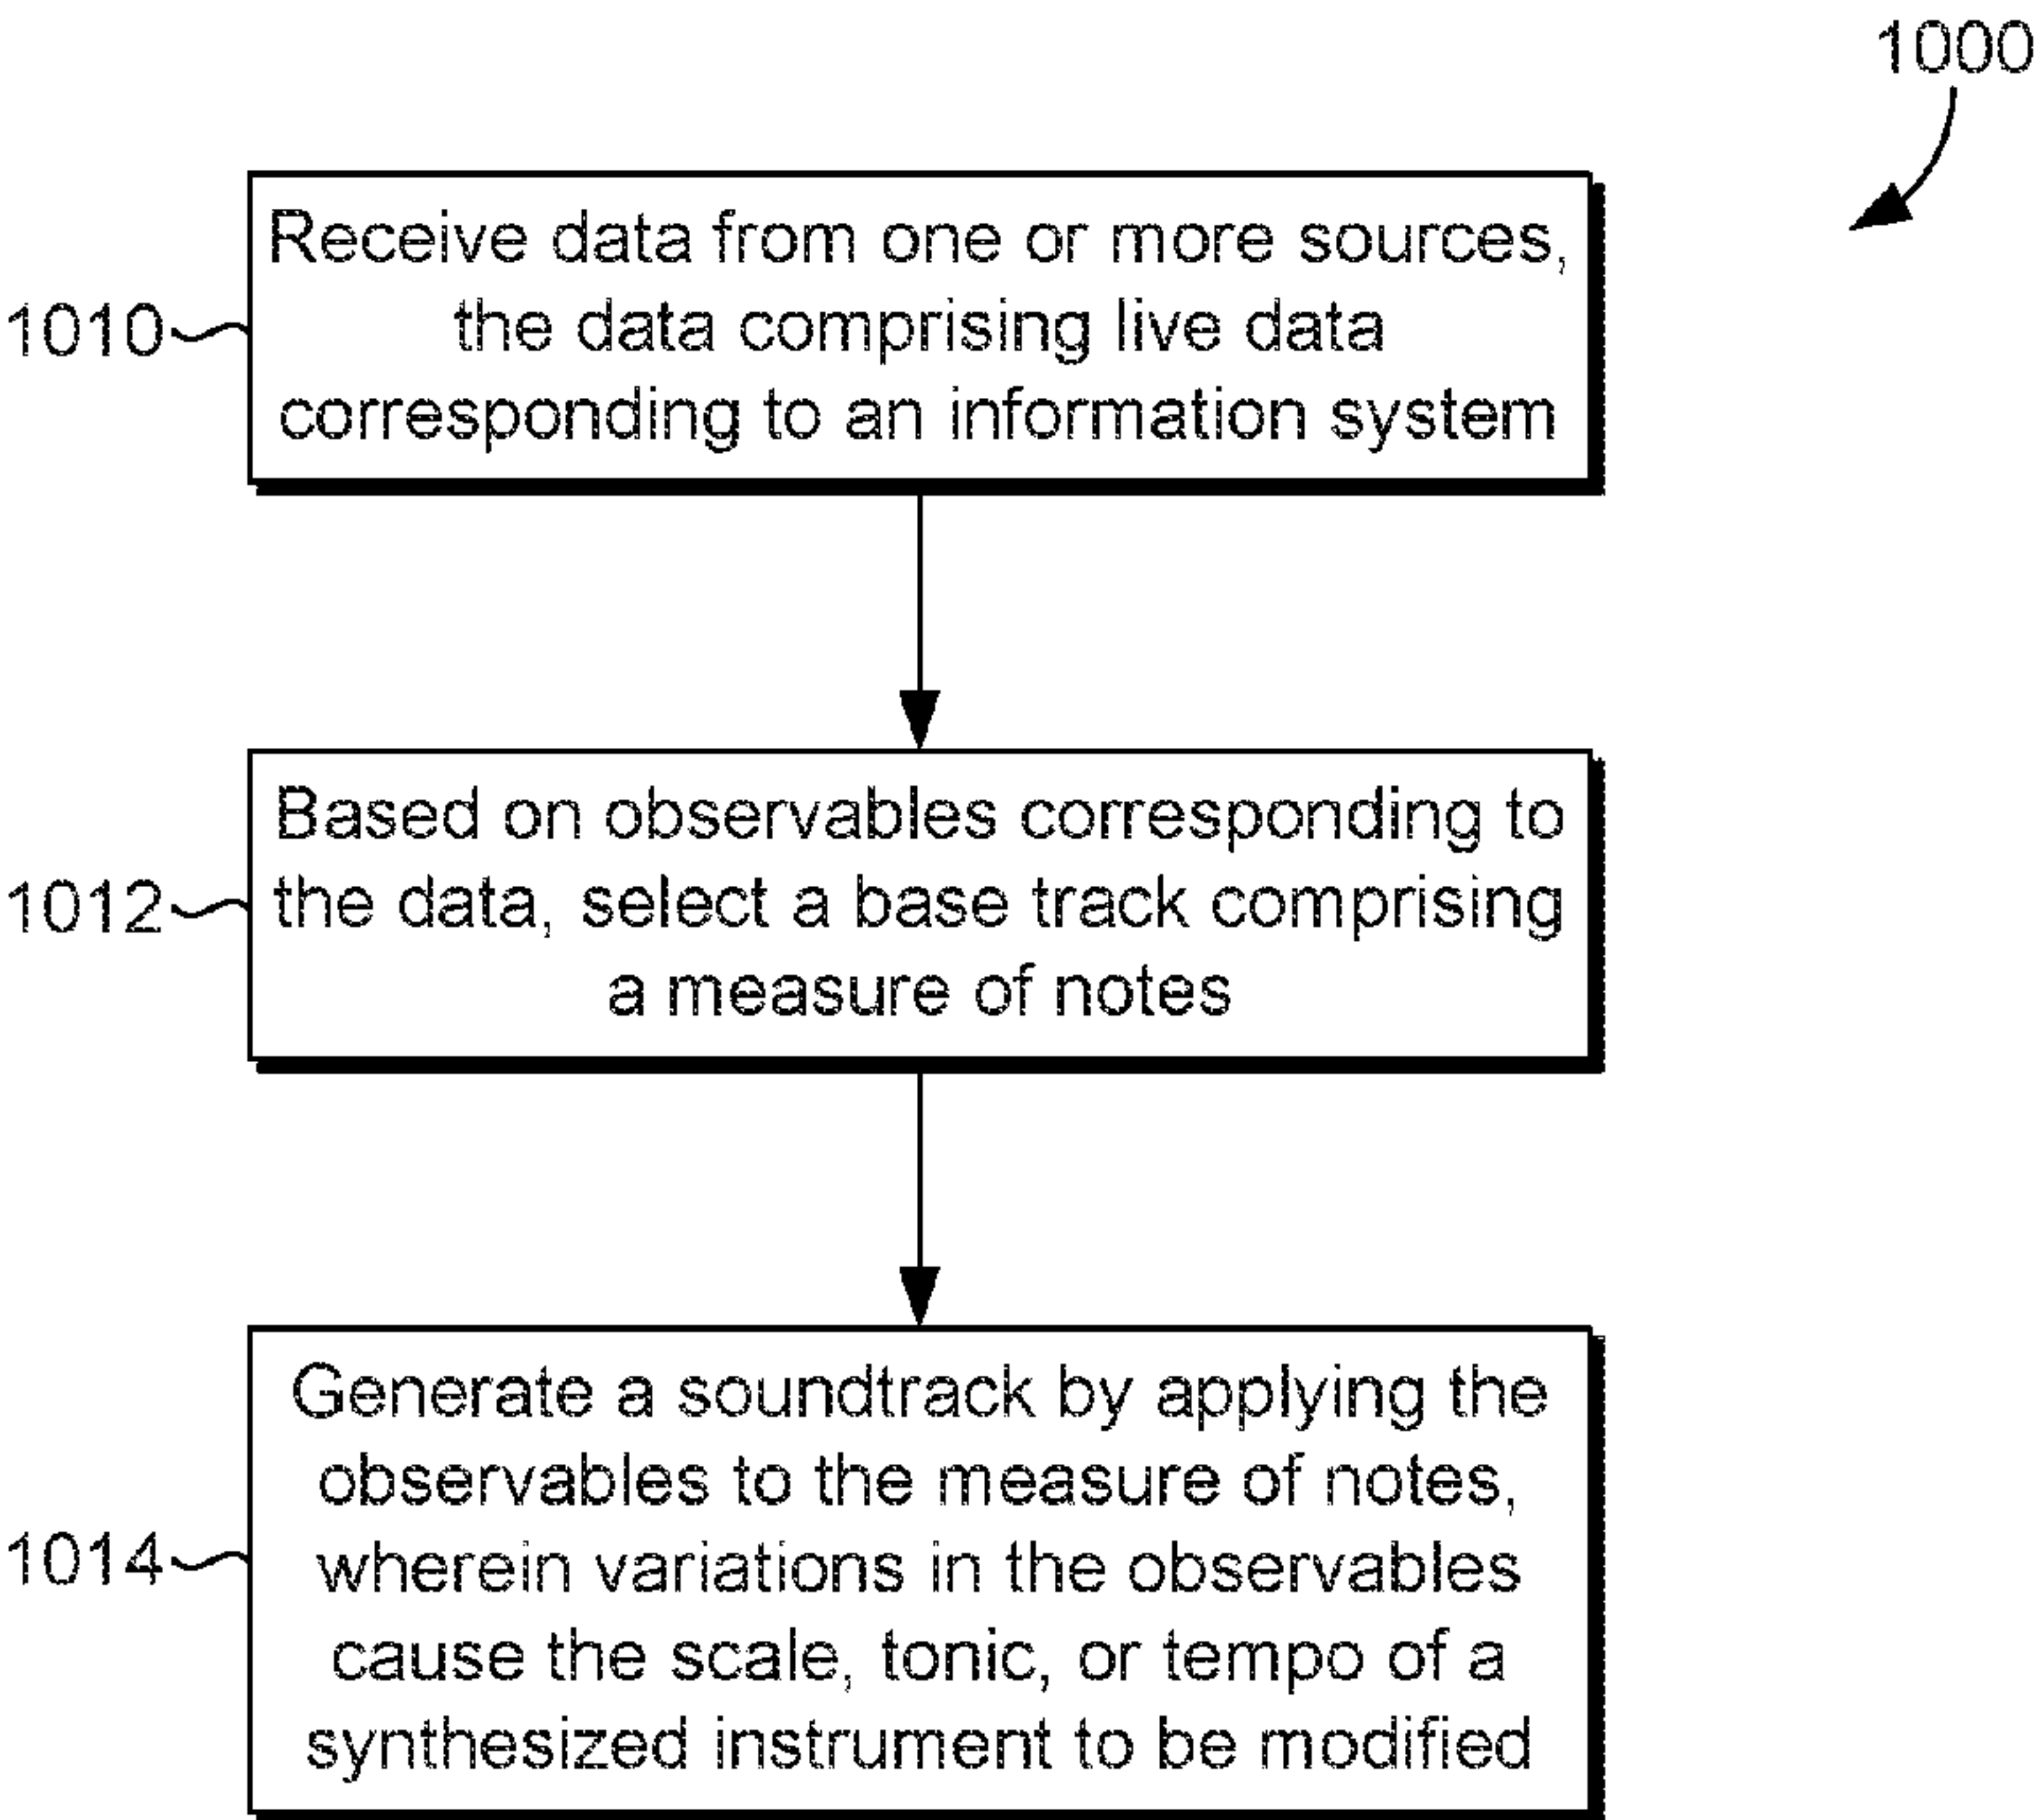 1000
Receive data from one or more sources,
the data comprising live data
corresponding to an information system
1010
Based on observables corresponding to
the data, select a base track comprising
a measure of notes
1012
Generate a soundtrack by applying the
observables to the measure of notes,
wherein variations in the observables
cause the scale, tonic, or tempo of a
synthesized instrument to be modified
1014